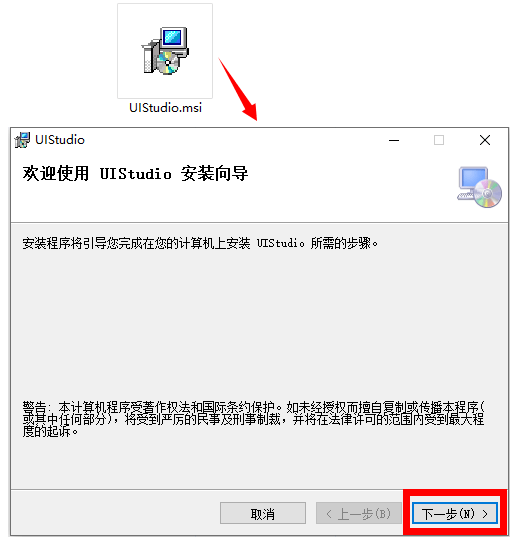 UIStudio.msi
UIStudio
欢迎使用 UIStudio 安装向导
安装程序将引导您完成在您的计算机上安装 UIStudio 所需的步骤。
警告: 本计算机程序受著作权法和国际条约保护。如未经授权而擅自复制或传播本程序(
或其中任何部分)，将受到严厉的民事及刑事制裁，并将在法律许可的范围内受到最大程
度的起诉。
取消
< 上一步(B)
下一步(N) >